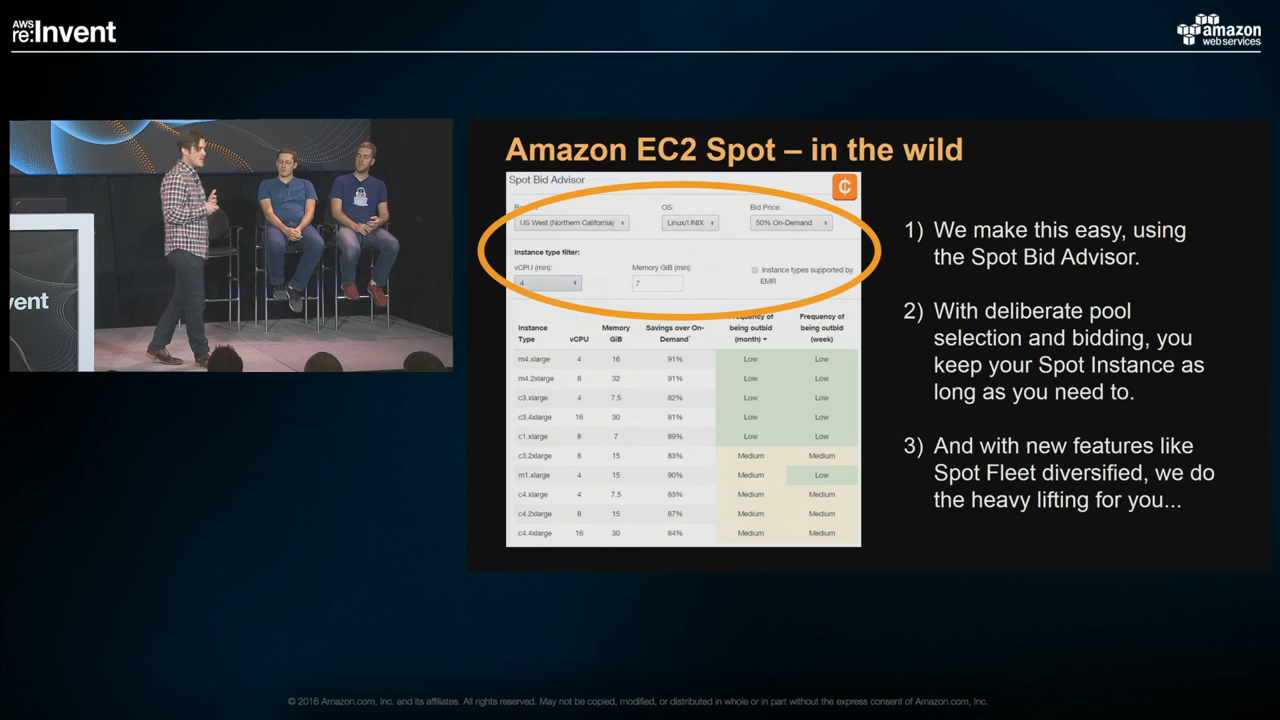 AWS
re:Invent
amazon
web services
vent
Amazon EC2 Spot – in the wild
Spot Bid Advisor
OS:
Bid Price:
US West (Northern California)
Linux/UNIX
50% On-Demand
Instance type filter:
vCPU (min):
Memory GiB (min):
Instance types supported by
EMR
4
7
Instance Type
vCPU
Memory GiB
Savings over On-Demand*
Frequency of being outbid (month)
Frequency of being outbid (week)
m4.xlarge 4 16 91% Low Low
m4.2xlarge 8 32 91% Low Low
c3.xlarge 4 7.5 82% Low Low
c3.4xlarge 16 30 81% Low Low
c1.xlarge 8 7 89% Low Low
c3.2xlarge 8 15 83% Medium Medium
m1.xlarge 4 15 90% Medium Low
c4.xlarge 4 7.5 83% Medium Medium
c4.2xlarge 8 15 87% Medium Medium
c4.4xlarge 16 30 84% Medium Medium
1) We make this easy, using
the Spot Bid Advisor.
2) With deliberate pool
selection and bidding, you
keep your Spot Instance as
long as you need to.
3) And with new features like
Spot Fleet diversified, we do
the heavy lifting for you...
© 2016 Amazon.com, Inc. and its affiliates. All rights reserved. May not be copied, modified, or distributed in whole or in part without the express consent of Amazon.com, Inc.